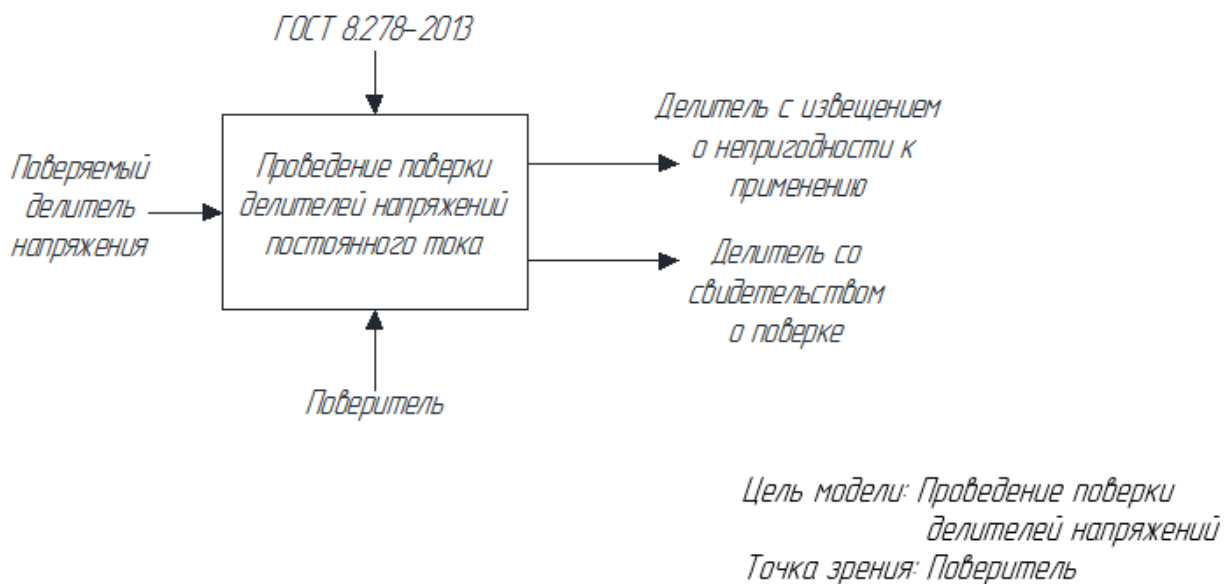 ГОСТ 8.278-2013
Поверяемый
делитель
напряжения
Проведение поверки
делителей напряжений
постоянного тока
Делитель с извещением
о непригодности к
применению
Делитель со
свидетельством
о поверке
Поверитель
Цель модели: Проведение поверки
делителей напряжений
Точка зрения: Поверитель